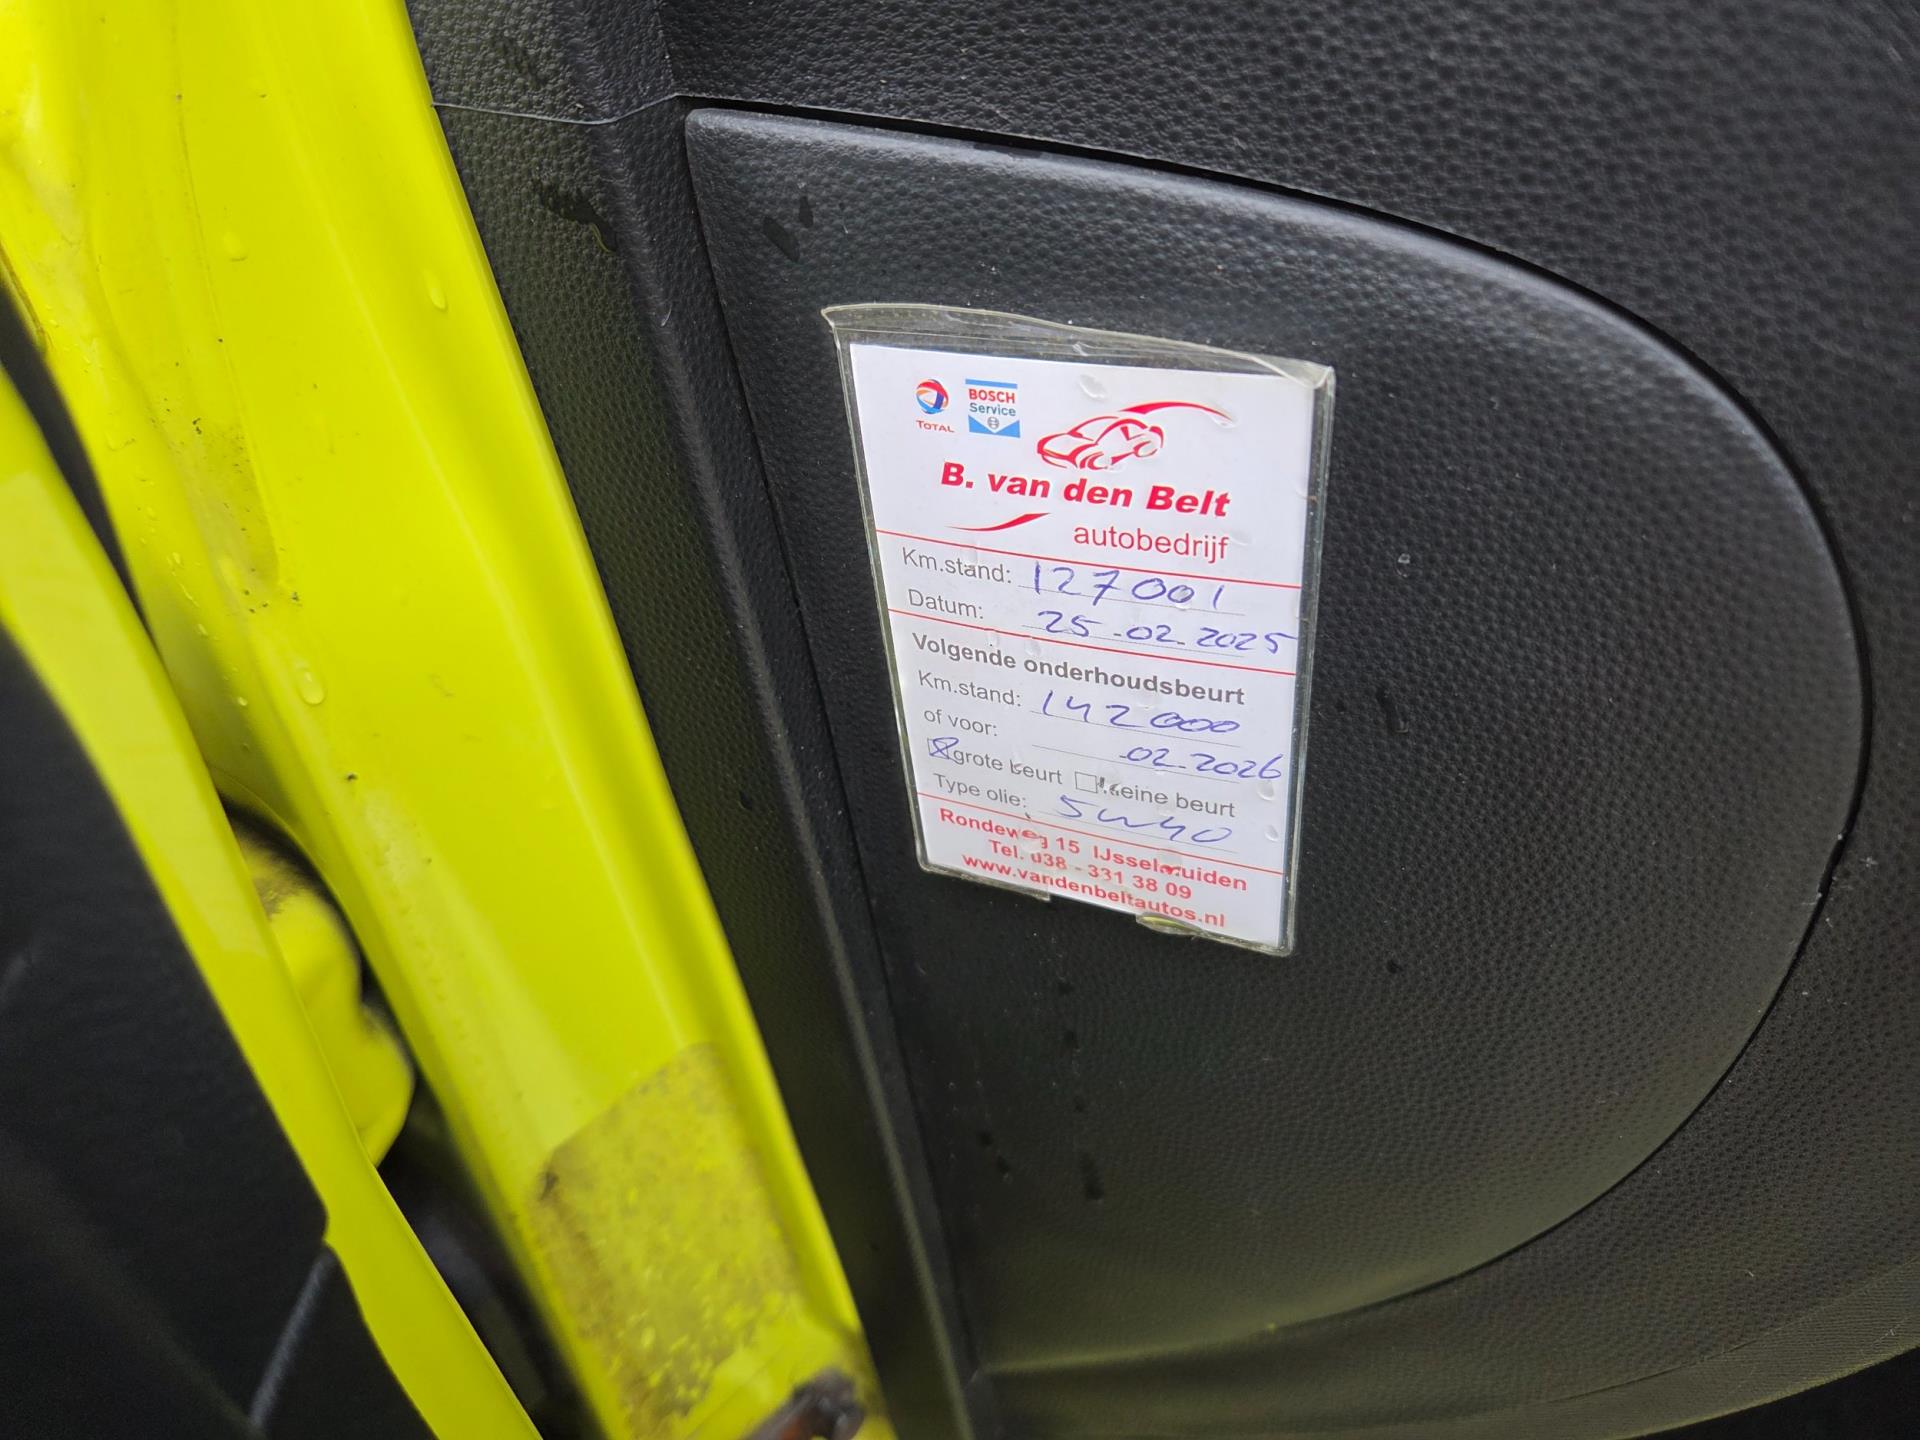 TOTAL
BOSCH
Service
B. van den Belt
autobedrijf
Km.stand: 127001
Datum: 25-02-2025
Volgende onderhoudsbeurt
Km.stand: 142000
of voor: -02-2026
grote beurt kleine beurt
Type olie: 5w40
Rondeweg 15 IJsselmuiden
Tel. 038 - 331 38 09
www.vandenbeltautos.nl